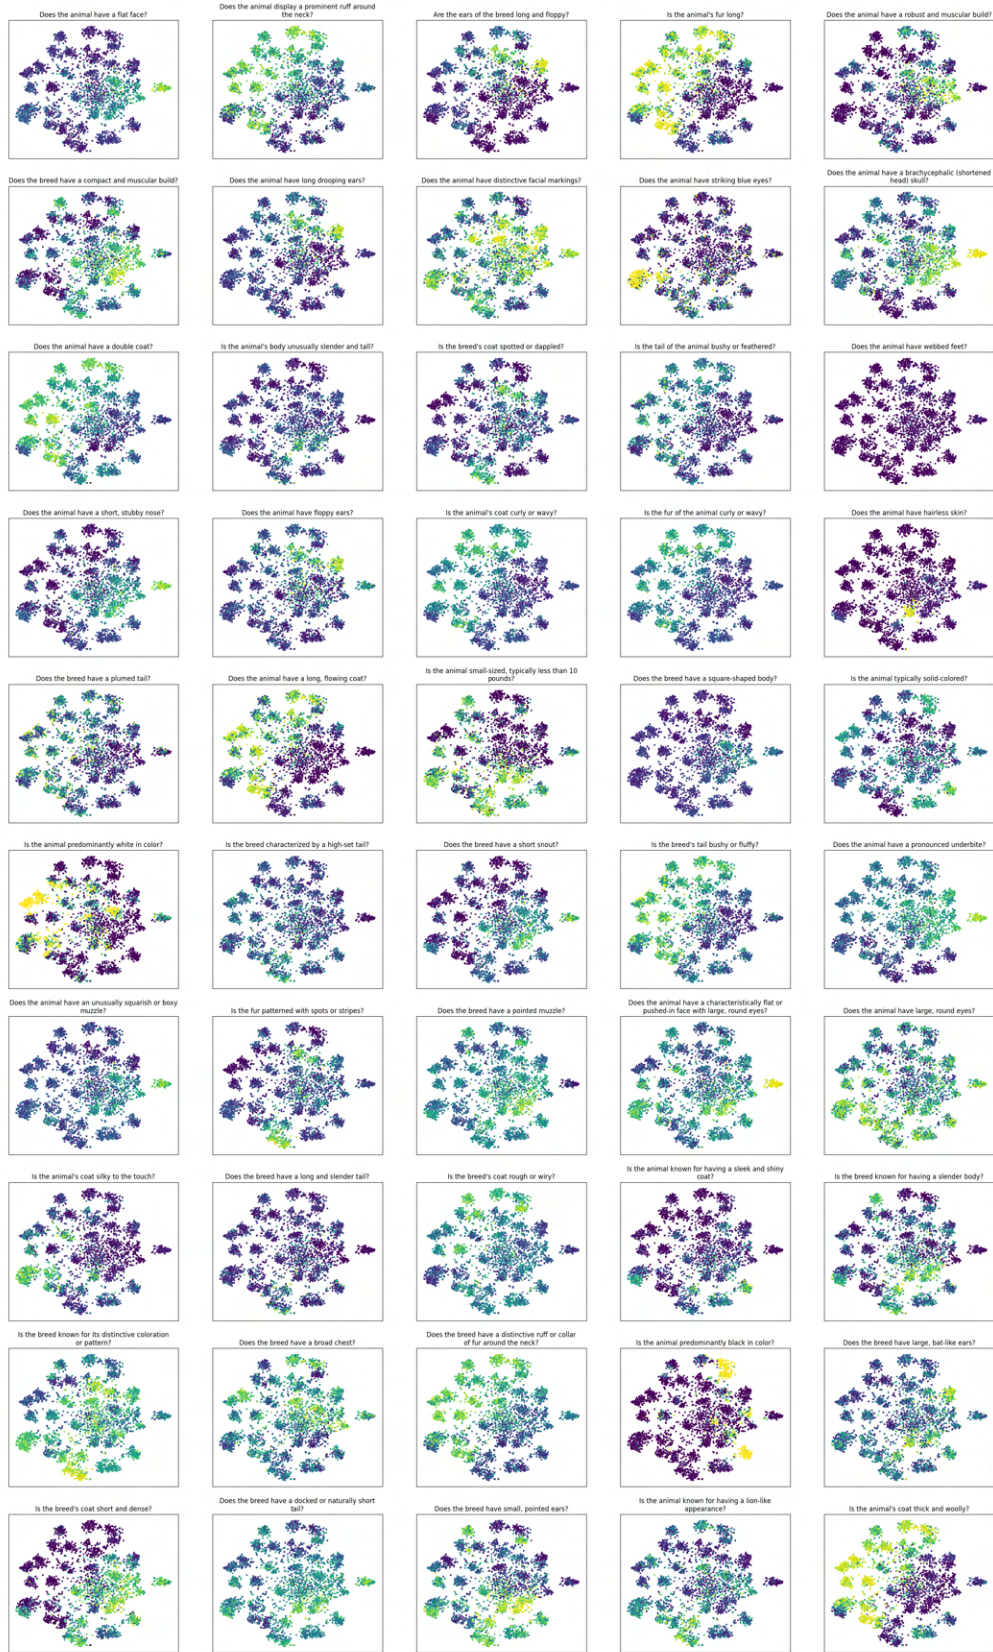 Does the animal have a flat face?
Does the animal display a prominent ruff around
the neck?
Are the ears of the breed long and floppy?
Is the animal's fur long?
Does the animal have a robust and muscular build?
Does the breed have a compact and muscular build?
Does the animal have long drooping ears?
Does the animal have distinctive facial markings?
Does the animal have striking blue eyes?
Does the animal have a brachycephalic (shortened
head) skull?
Does the animal have a double coat?
Is the animal's body unusually slender and tall?
Is the breed's coat spotted or dappled?
Is the tail of the animal bushy or feathered?
Does the animal have webbed feet?
Does the animal have a short, stubby nose?
Does the animal have floppy ears?
Is the animal's coat curly or wavy?
Is the fur of the animal curly or wavy?
Does the animal have hairless skin?
Does the breed have a plumed tail?
Does the animal have a long, flowing coat?
Is the animal small-sized, typically less than 10
pounds?
Does the breed have a square-shaped body?
Is the animal typically solid-colored?
Is the animal predominantly white in color?
Is the breed characterized by a high-set tail?
Does the breed have a short snout?
Is the breed's tail bushy or fluffy?
Does the animal have a pronounced underbite?
Does the animal have an unusually squarish or boxy
muzzle?
Is the fur patterned with spots or stripes?
Does the breed have a pointed muzzle?
Does the animal have a characteristically flat or
pushed-in face with large, round eyes?
Does the animal have large, round eyes?
Is the animal's coat silky to the touch?
Does the breed have a long and slender tail?
Is the breed's coat rough or wiry?
Is the animal known for having a sleek and shiny
coat?
Is the breed known for having a slender body?
Is the breed known for its distinctive coloration
or pattern?
Does the breed have a broad chest?
Does the breed have a distinctive ruff or collar
of fur around the neck?
Is the animal predominantly black in color?
Does the breed have large, bat-like ears?
Is the breed's coat short and dense?
Does the breed have a docked or naturally short
tail?
Does the breed have small, pointed ears?
Is the animal known for having a lion-like
appearance?
Is the animal's coat thick and woolly?